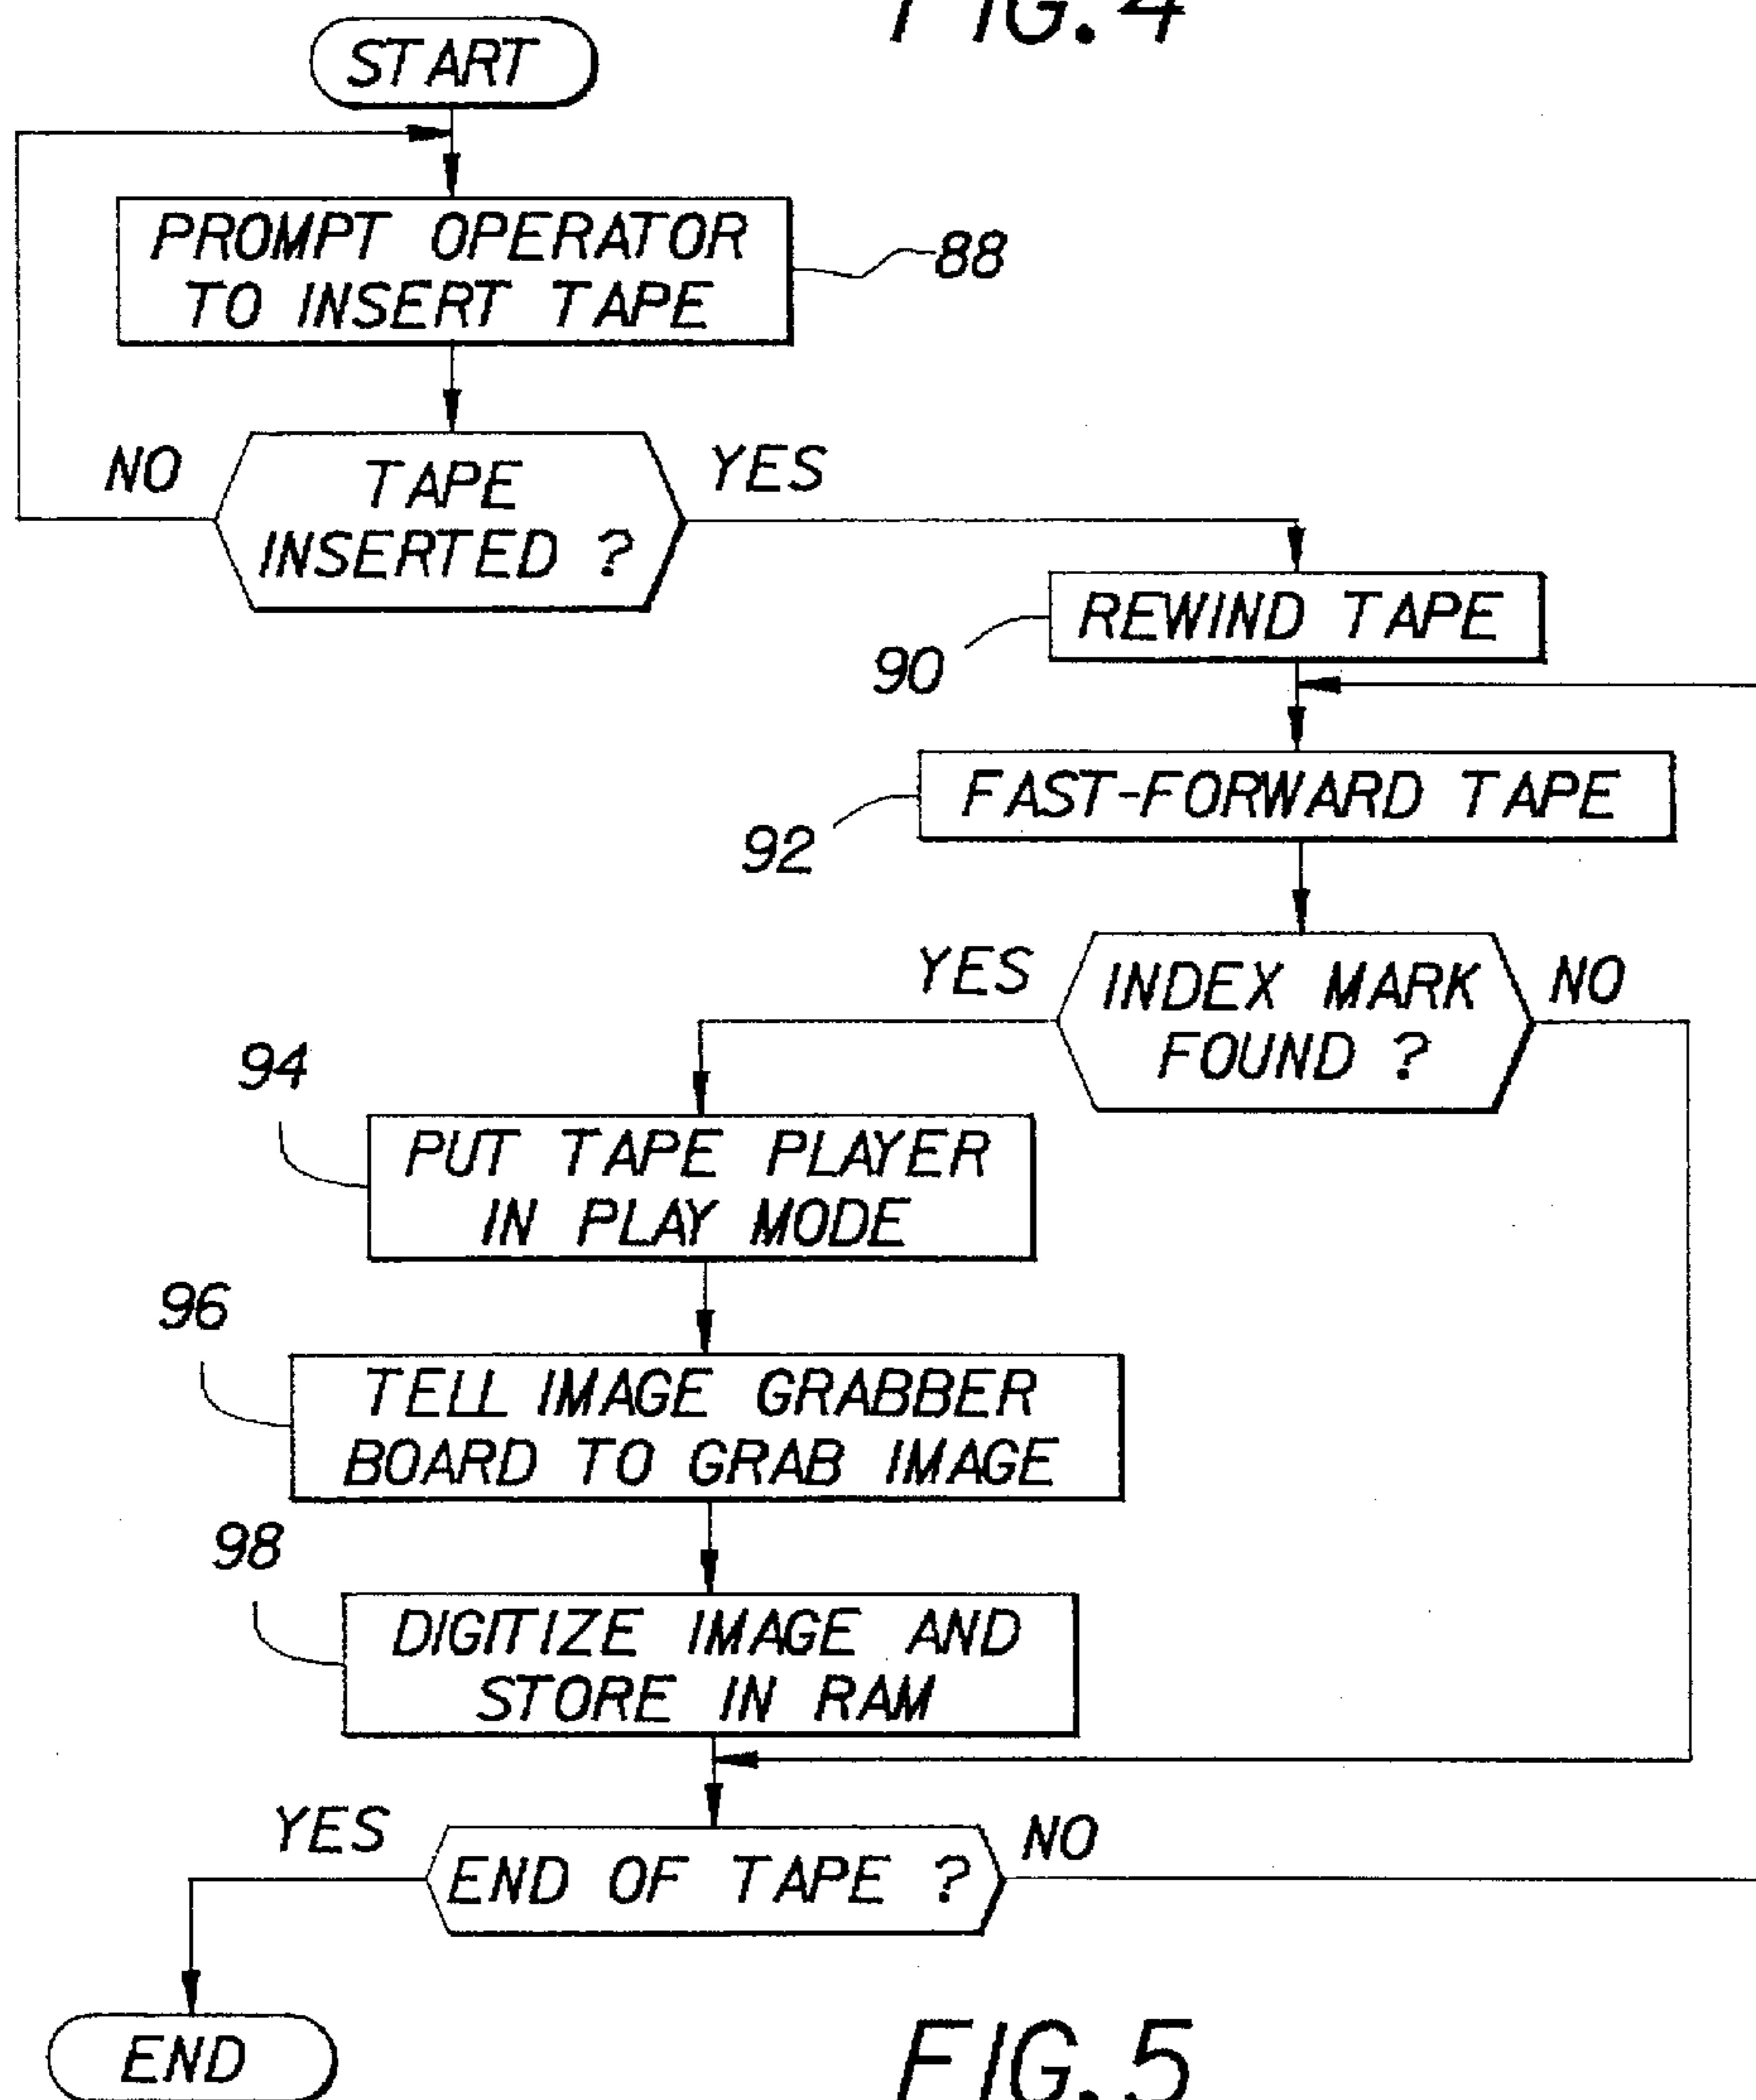 FIG. 4
START
PROMPT OPERATOR
TO INSERT TAPE
88
NO
TAPE
INSERTED ?
YES
REWIND TAPE
90
FAST-FORWARD TAPE
92
YES
INDEX MARK
FOUND ?
NO
94
PUT TAPE PLAYER
IN PLAY MODE
96
TELL IMAGE GRABBER
BOARD TO GRAB IMAGE
98
DIGITIZE IMAGE AND
STORE IN RAM
YES
END OF TAPE ?
NO
END
FIG. 5